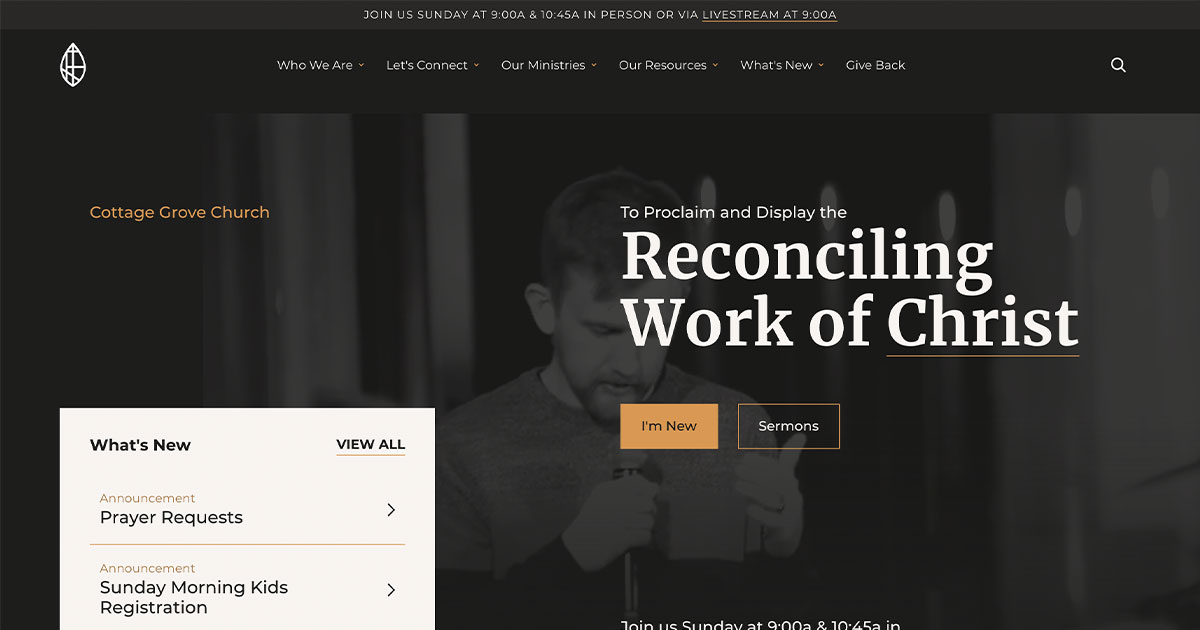 JOIN US SUNDAY AT 9:00A & 10:45A IN PERSON OR VIA LIVESTREAM AT 9:00A
Who We Are
Let's Connect
Our Ministries
Our Resources
What's New
Give Back
Cottage Grove Church
To Proclaim and Display the
Reconciling
Work of Christ
I'm New
Sermons
What's New
VIEW ALL
Announcement
Prayer Requests
Announcement
Sunday Morning Kids
Registration
Join us Sunday at 9:00a & 10:45a in